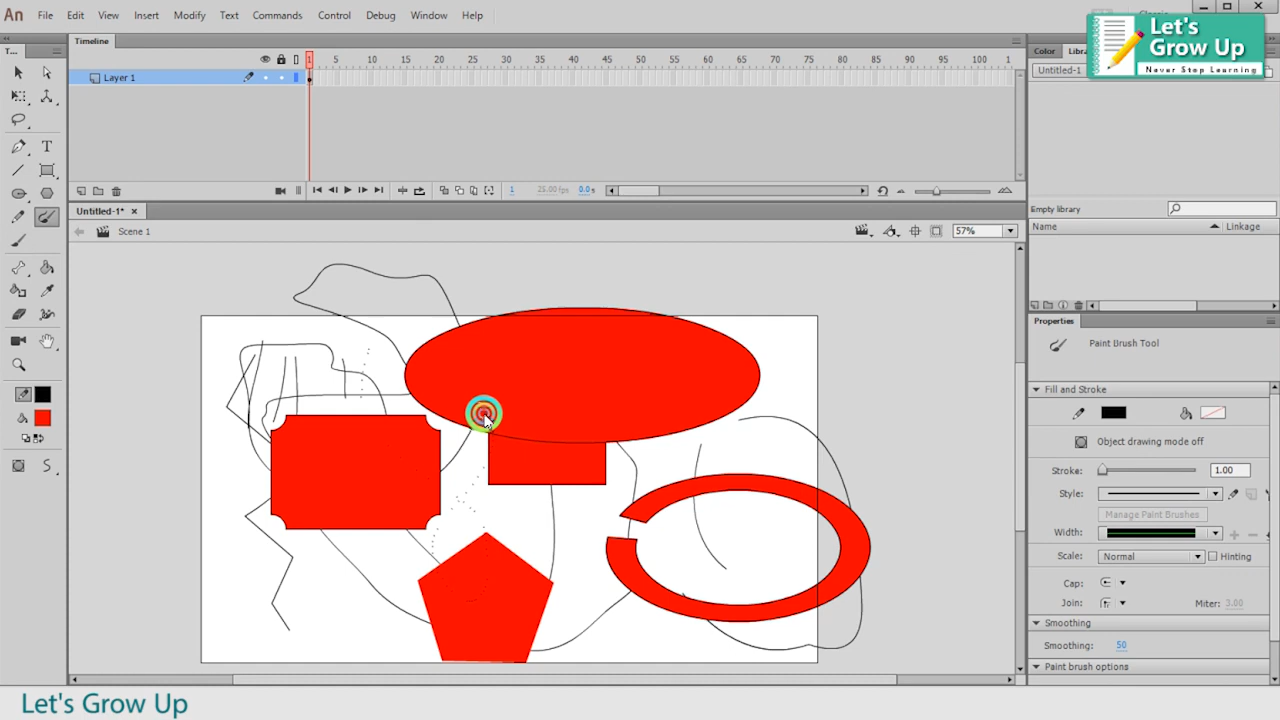 An File Edit View Insert Modify Text Commands Control Debug Window Help
Let's
Grow Up
Never Stop Learning
Timeline
1 5 10 15 20 25 30 35 40 45 50 55 60 65 70 75 80 85 90 95 100 1
Layer 1
1 25.00 fps 0.0 s
Untitled-1* ×
Scene 1
57%
Color
Untitled-1
Empty library
Name Linkage
Properties
Paint Brush Tool
Fill and Stroke
Object drawing mode off
Stroke: 1.00
Style:
Manage Paint Brushes
Width:
Scale: Normal Hinting
Cap:
Join: Miter: 3.00
Smoothing
Smoothing: 50
Paint brush options
Let's Grow Up